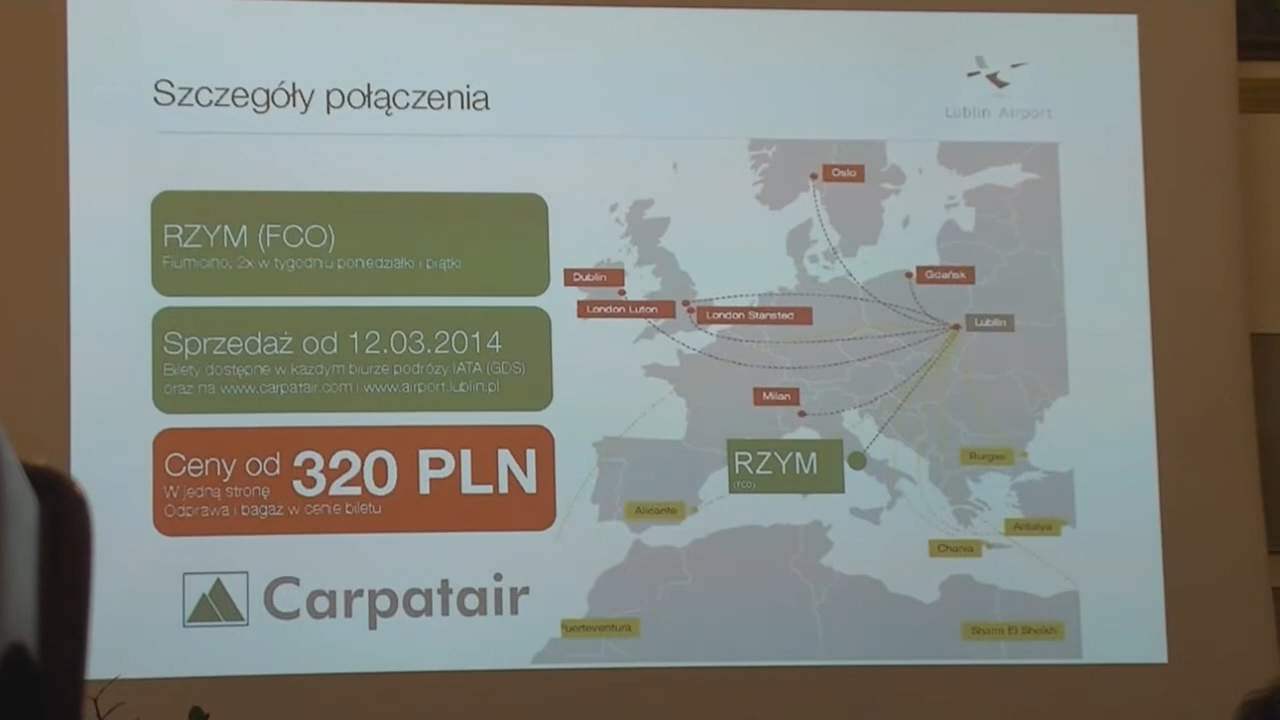 Szczegóły połączenia
Lublin Airport
RZYM (FCO)
Fiumicino, 2x w tygodniu poniedziałki i piątki
Sprzedaż od 12.03.2014
Bilety dostępne w każdym biurze podróży IATA (GDS)
oraz na www.carpatair.com i www.airport.lublin.pl
Ceny od 320 PLN
W jedną stronę
Odprawa i bagaż w cenie biletu
Carpatair
Oslo
Dublin
Gdańsk
London Luton
London Stansted
Lublin
Milan
RZYM
(FCO)
Burgas
Alicante
Antalya
Chania
Fuerteventura
Sharm El Sheikh